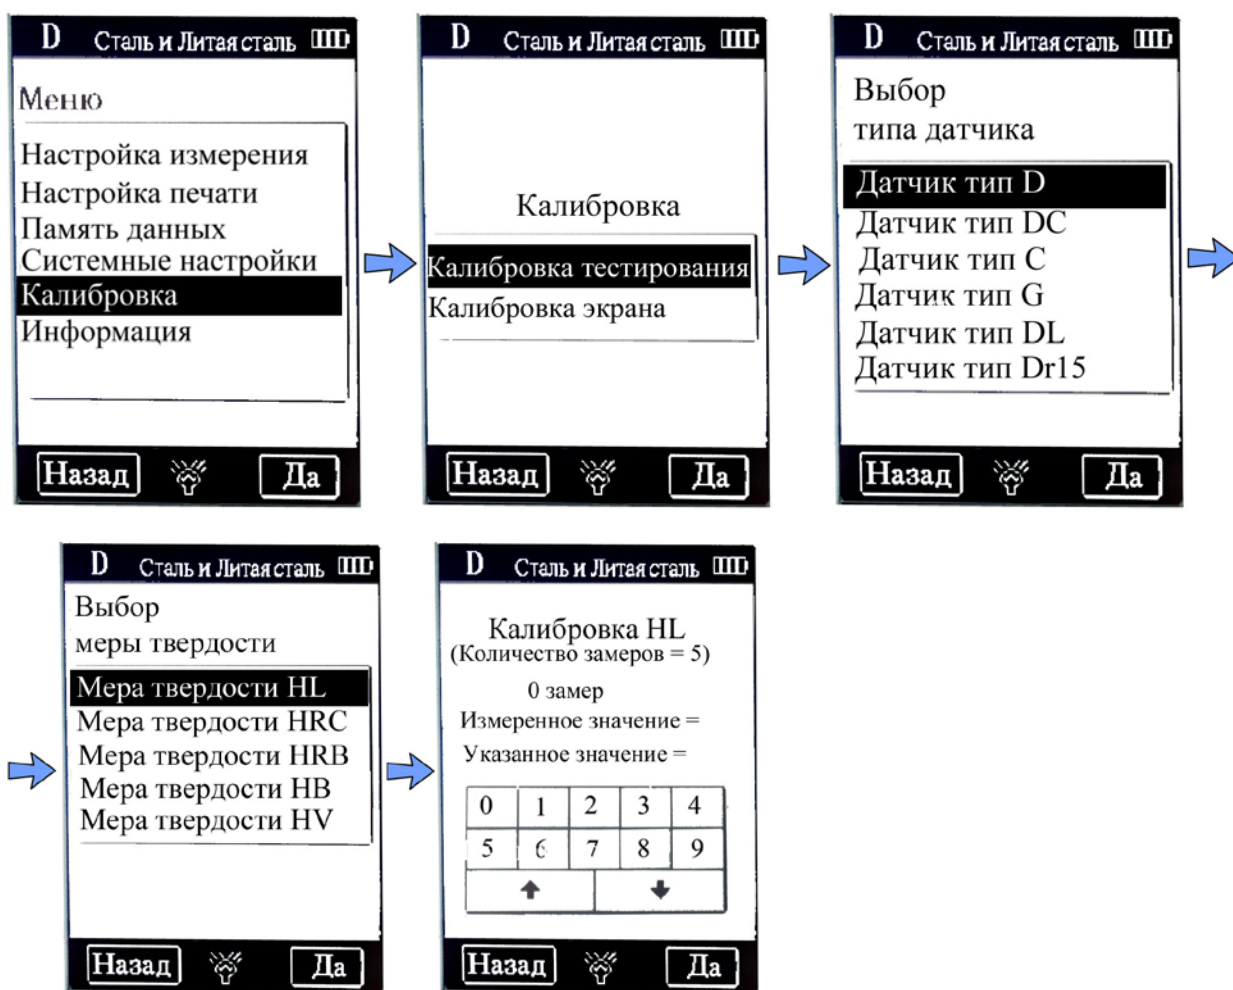 D Сталь и Литая сталь
Меню
Настройка измерения
Настройка печати
Память данных
Системные настройки
Калибровка
Информация
Назад Да
D Сталь и Литая сталь
Калибровка
Калибровка тестирования
Калибровка экрана
Назад Да
D Сталь и Литая сталь
Выбор
типа датчика
Датчик тип D
Датчик тип DC
Датчик тип C
Датчик тип G
Датчик тип DL
Датчик тип Dr15
Назад Да
D Сталь и Литая сталь
Выбор
меры твердости
Мера твердости HL
Мера твердости HRC
Мера твердости HRB
Мера твердости HB
Мера твердости HV
Назад Да
D Сталь и Литая сталь
Калибровка HL
(Количество замеров = 5)
0 замер
Измеренное значение =
Указанное значение =
0 1 2 3 4
5 6 7 8 9
Назад Да